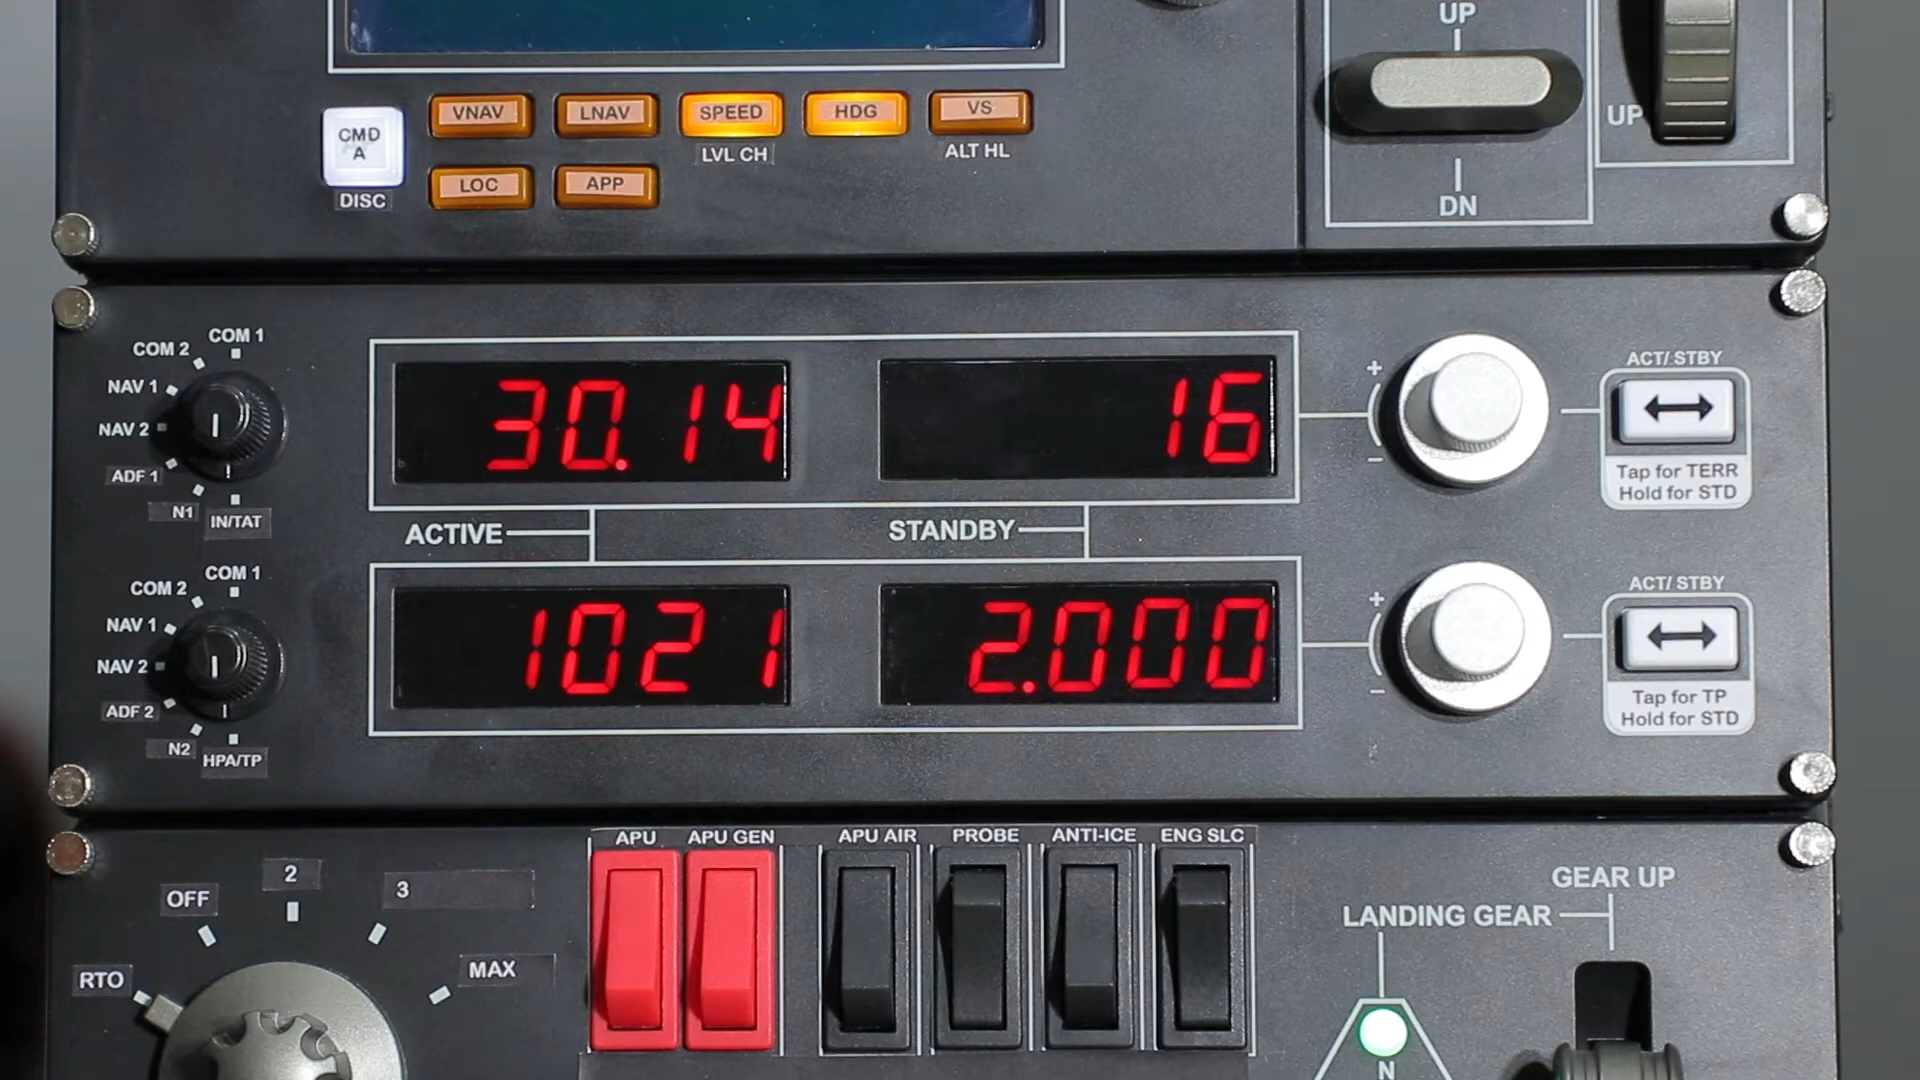 UP
CMD
A
VNAV
LNAV
SPEED
HDG
VS
UP
LVL CH
ALT HL
LOC
APP
DISC
DN
COM 1
COM 2
NAV 1
NAV 2
ADF 1
N1
IN/TAT
30.14
16
+
-
ACT/ STBY
Tap for TERR
Hold for STD
ACTIVE
STANDBY
COM 1
COM 2
NAV 1
NAV 2
ADF 2
N2
HPA/TP
1021
2.000
+
-
ACT/ STBY
Tap for TP
Hold for STD
APU
APU GEN
APU AIR
PROBE
ANTI-ICE
ENG SLC
RTO
OFF
2
3
MAX
GEAR UP
LANDING GEAR
N